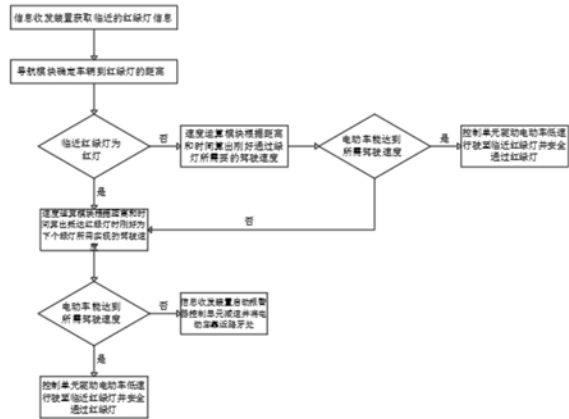 信息收发装置获取临近的红绿灯信息
导航模块确定车辆到红绿灯的距离
临近红绿灯为
红灯
否
速度运算模块根据距离
和时间算出刚好通过绿
灯所需要的驾驶速度
电动车能达到
所需驾驶速度
是
控制单元驱动电动车低速
行驶至临近红绿灯并安全
通过红绿灯
是
否
速度运算模块根据距离和时
间算出抵达红绿灯时刚好为
下个绿灯所需实现的驾驶速
度
电动车能达到
所需驾驶速度
否
信息收发装置启动报警
器控制单元减速并将电
动车靠近路牙处
是
控制单元驱动电动车低速
行驶至临近红绿灯并安全
通过红绿灯